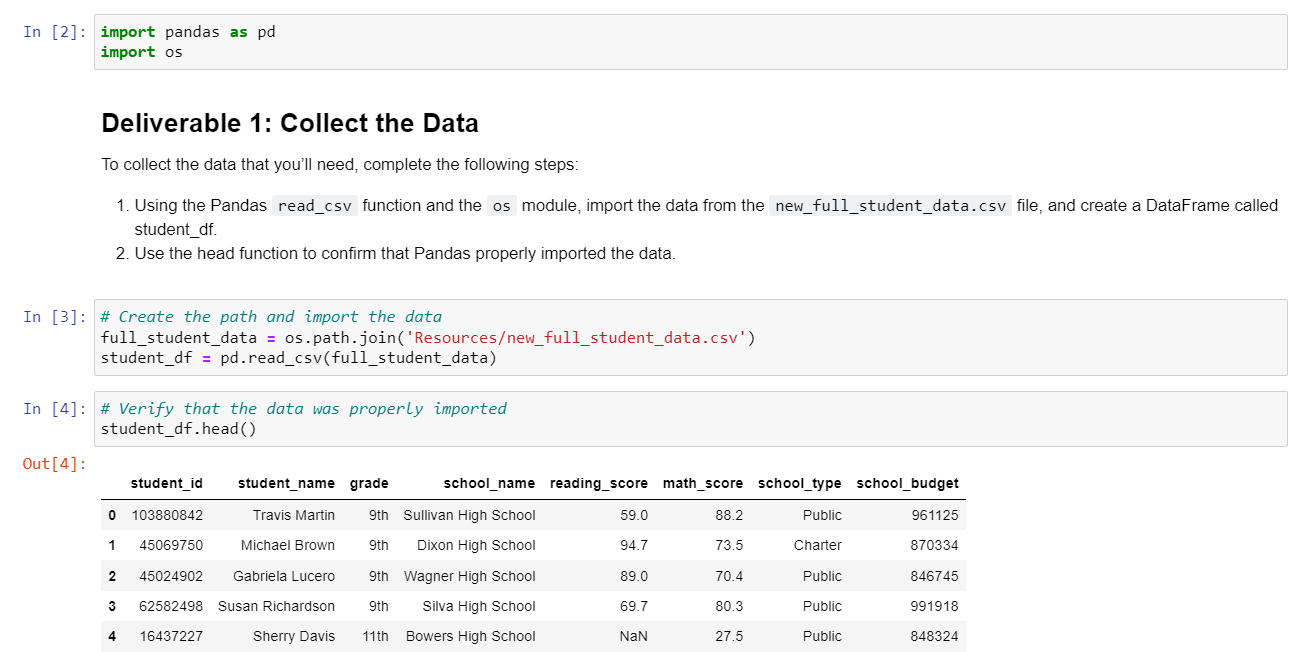 In [2]: import pandas as pd
import os
Deliverable 1: Collect the Data
To collect the data that you’ll need, complete the following steps:
1. Using the Pandas read_csv function and the os module, import the data from the new_full_student_data.csv file, and create a DataFrame called
student_df.
2. Use the head function to confirm that Pandas properly imported the data.
In [3]: # Create the path and import the data
full_student_data = os.path.join('Resources/new_full_student_data.csv')
student_df = pd.read_csv(full_student_data)
In [4]: # Verify that the data was properly imported
student_df.head()
Out[4]:
student_id student_name grade school_name reading_score math_score school_type school_budget
0 103880842 Travis Martin 9th Sullivan High School 59.0 88.2 Public 961125
1 45069750 Michael Brown 9th Dixon High School 94.7 73.5 Charter 870334
2 45024902 Gabriela Lucero 9th Wagner High School 89.0 70.4 Public 846745
3 62582498 Susan Richardson 9th Silva High School 69.7 80.3 Public 991918
4 16437227 Sherry Davis 11th Bowers High School NaN 27.5 Public 848324